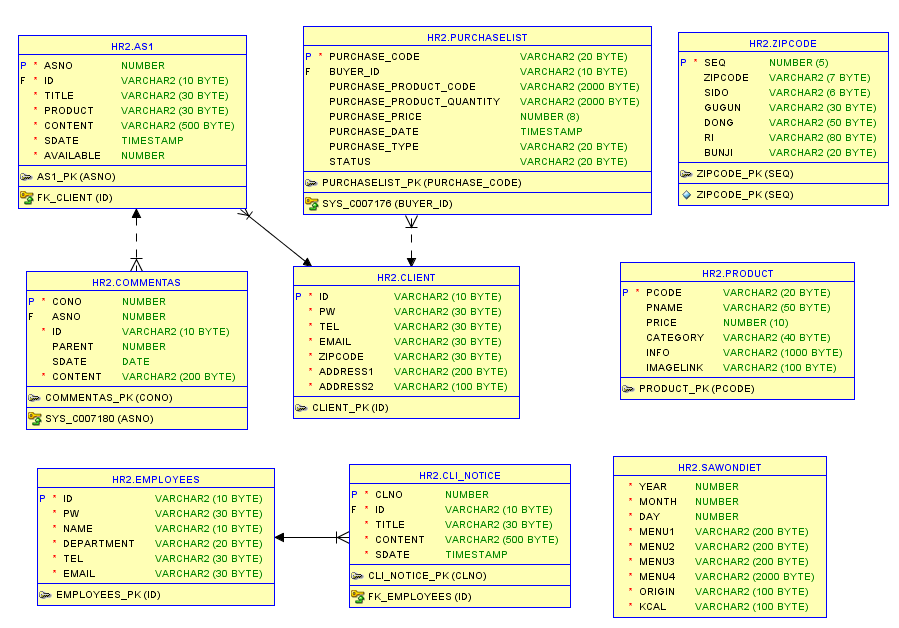 HR2.AS1
P * ASNO NUMBER
F * ID VARCHAR2 (10 BYTE)
* TITLE VARCHAR2 (30 BYTE)
* PRODUCT VARCHAR2 (30 BYTE)
* CONTENT VARCHAR2 (500 BYTE)
* SDATE TIMESTAMP
* AVAILABLE NUMBER
AS1_PK (ASNO)
FK_CLIENT (ID)
HR2.PURCHASELIST
P * PURCHASE_CODE VARCHAR2 (20 BYTE)
F BUYER_ID VARCHAR2 (10 BYTE)
PURCHASE_PRODUCT_CODE VARCHAR2 (2000 BYTE)
PURCHASE_PRODUCT_QUANTITY VARCHAR2 (2000 BYTE)
PURCHASE_PRICE NUMBER (8)
PURCHASE_DATE TIMESTAMP
PURCHASE_TYPE VARCHAR2 (20 BYTE)
STATUS VARCHAR2 (20 BYTE)
PURCHASELIST_PK (PURCHASE_CODE)
SYS_C007176 (BUYER_ID)
HR2.ZIPCODE
P * SEQ NUMBER (5)
ZIPCODE VARCHAR2 (7 BYTE)
SIDO VARCHAR2 (6 BYTE)
GUGUN VARCHAR2 (30 BYTE)
DONG VARCHAR2 (50 BYTE)
RI VARCHAR2 (80 BYTE)
BUNJI VARCHAR2 (20 BYTE)
ZIPCODE_PK (SEQ)
ZIPCODE_PK (SEQ)
HR2.COMMENTAS
P * CONO NUMBER
F ASNO NUMBER
* ID VARCHAR2 (10 BYTE)
PARENT NUMBER
SDATE DATE
* CONTENT VARCHAR2 (200 BYTE)
COMMENTAS_PK (CONO)
SYS_C007180 (ASNO)
HR2.CLIENT
P * ID VARCHAR2 (10 BYTE)
* PW VARCHAR2 (30 BYTE)
* TEL VARCHAR2 (30 BYTE)
* EMAIL VARCHAR2 (30 BYTE)
* ZIPCODE VARCHAR2 (30 BYTE)
* ADDRESS1 VARCHAR2 (200 BYTE)
* ADDRESS2 VARCHAR2 (100 BYTE)
CLIENT_PK (ID)
HR2.PRODUCT
P * PCODE VARCHAR2 (20 BYTE)
PNAME VARCHAR2 (50 BYTE)
PRICE NUMBER (10)
CATEGORY VARCHAR2 (40 BYTE)
INFO VARCHAR2 (1000 BYTE)
IMAGELINK VARCHAR2 (100 BYTE)
PRODUCT_PK (PCODE)
HR2.EMPLOYEES
P * ID VARCHAR2 (10 BYTE)
* PW VARCHAR2 (30 BYTE)
* NAME VARCHAR2 (10 BYTE)
* DEPARTMENT VARCHAR2 (20 BYTE)
* TEL VARCHAR2 (30 BYTE)
* EMAIL VARCHAR2 (30 BYTE)
EMPLOYEES_PK (ID)
HR2.CLI_NOTICE
P * CLNO NUMBER
F * ID VARCHAR2 (10 BYTE)
* TITLE VARCHAR2 (30 BYTE)
* CONTENT VARCHAR2 (500 BYTE)
* SDATE TIMESTAMP
CLI_NOTICE_PK (CLNO)
FK_EMPLOYEES (ID)
HR2.SAWONDIET
* YEAR NUMBER
* MONTH NUMBER
* DAY NUMBER
* MENU1 VARCHAR2 (200 BYTE)
* MENU2 VARCHAR2 (200 BYTE)
* MENU3 VARCHAR2 (200 BYTE)
* MENU4 VARCHAR2 (2000 BYTE)
* ORIGIN VARCHAR2 (100 BYTE)
* KCAL VARCHAR2 (100 BYTE)